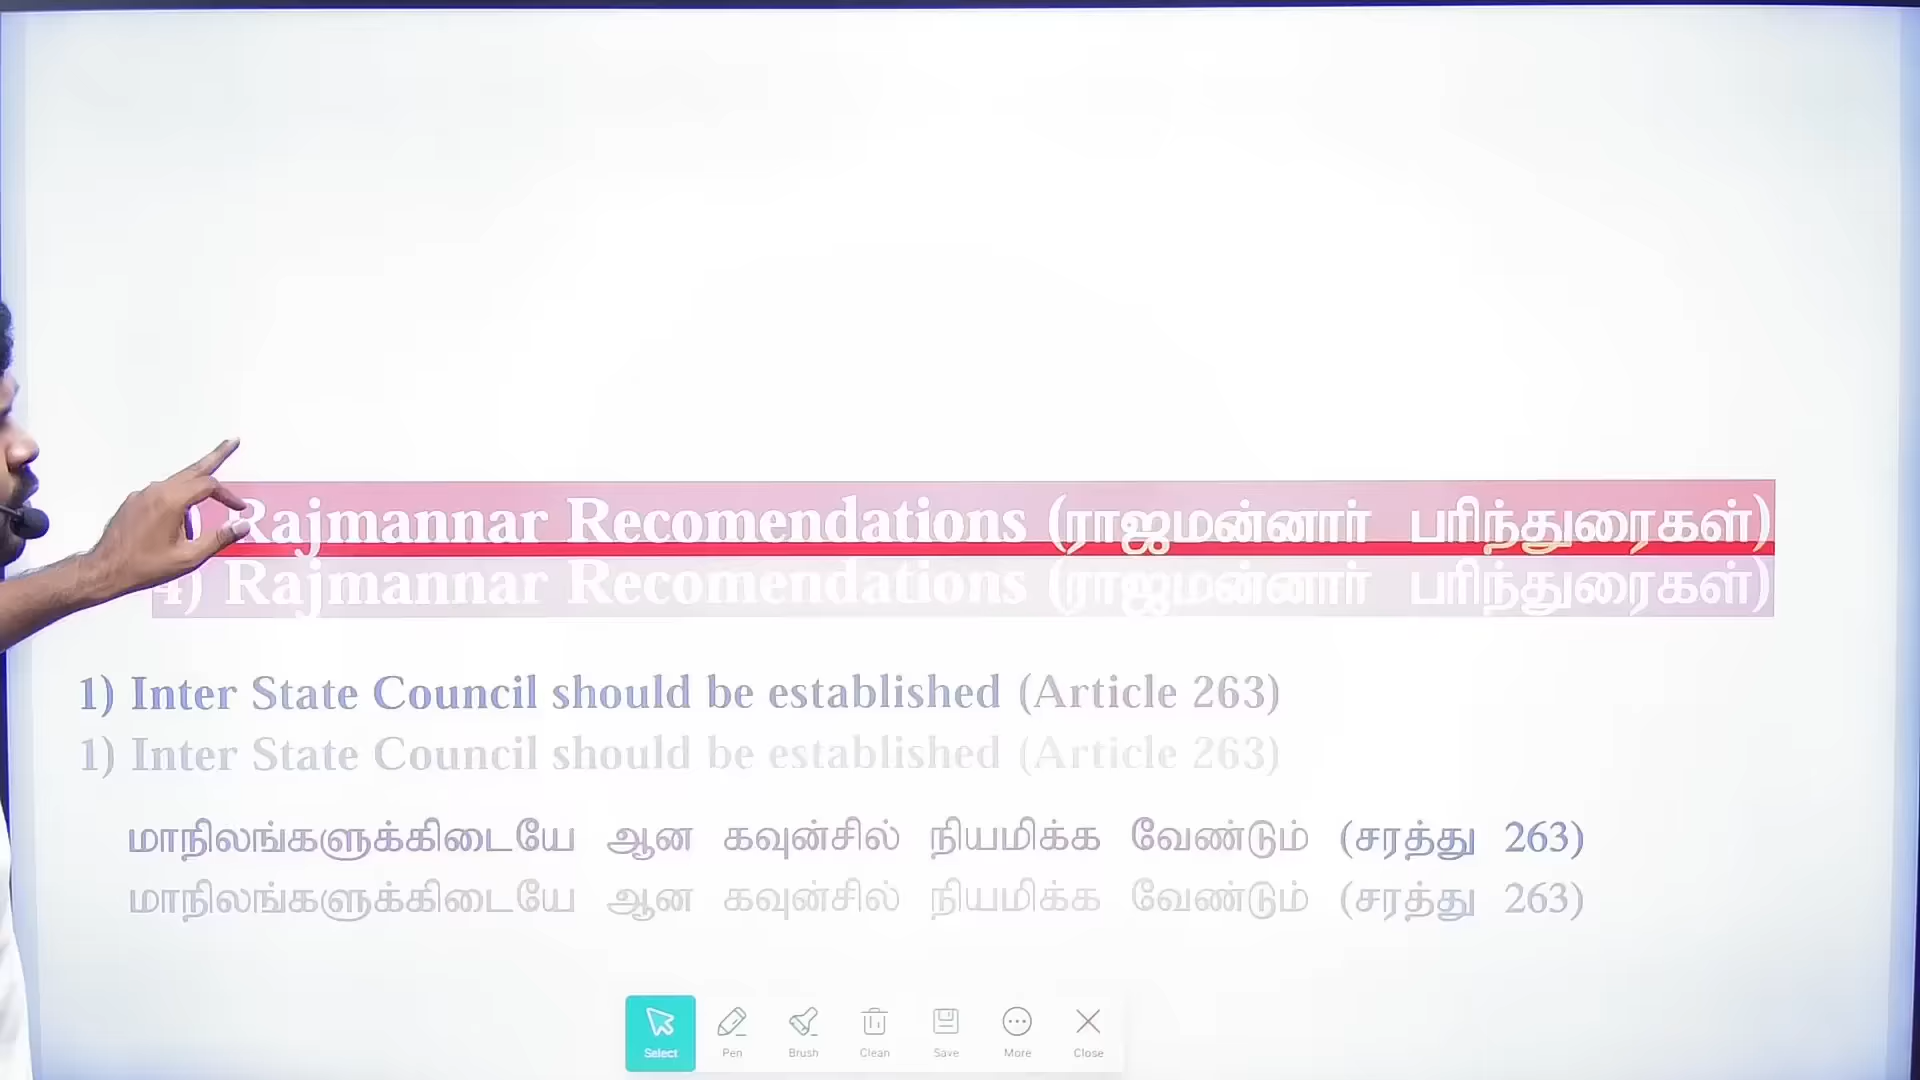 ) Rajmannar Recomendations (ராஜமன்னார் பரிந்துரைகள்)
4) Rajmannar Recomendations (ராஜமன்னார் பரிந்துரைகள்)
1) Inter State Council should be established (Article 263)
1) Inter State Council should be established (Article 263)
மாநிலங்களுக்கிடையே ஆன கவுன்சில் நியமிக்க வேண்டும் (சரத்து 263)
மாநிலங்களுக்கிடையே ஆன கவுன்சில் நியமிக்க வேண்டும் (சரத்து 263)
Select Pen Brush Clean Save More Close